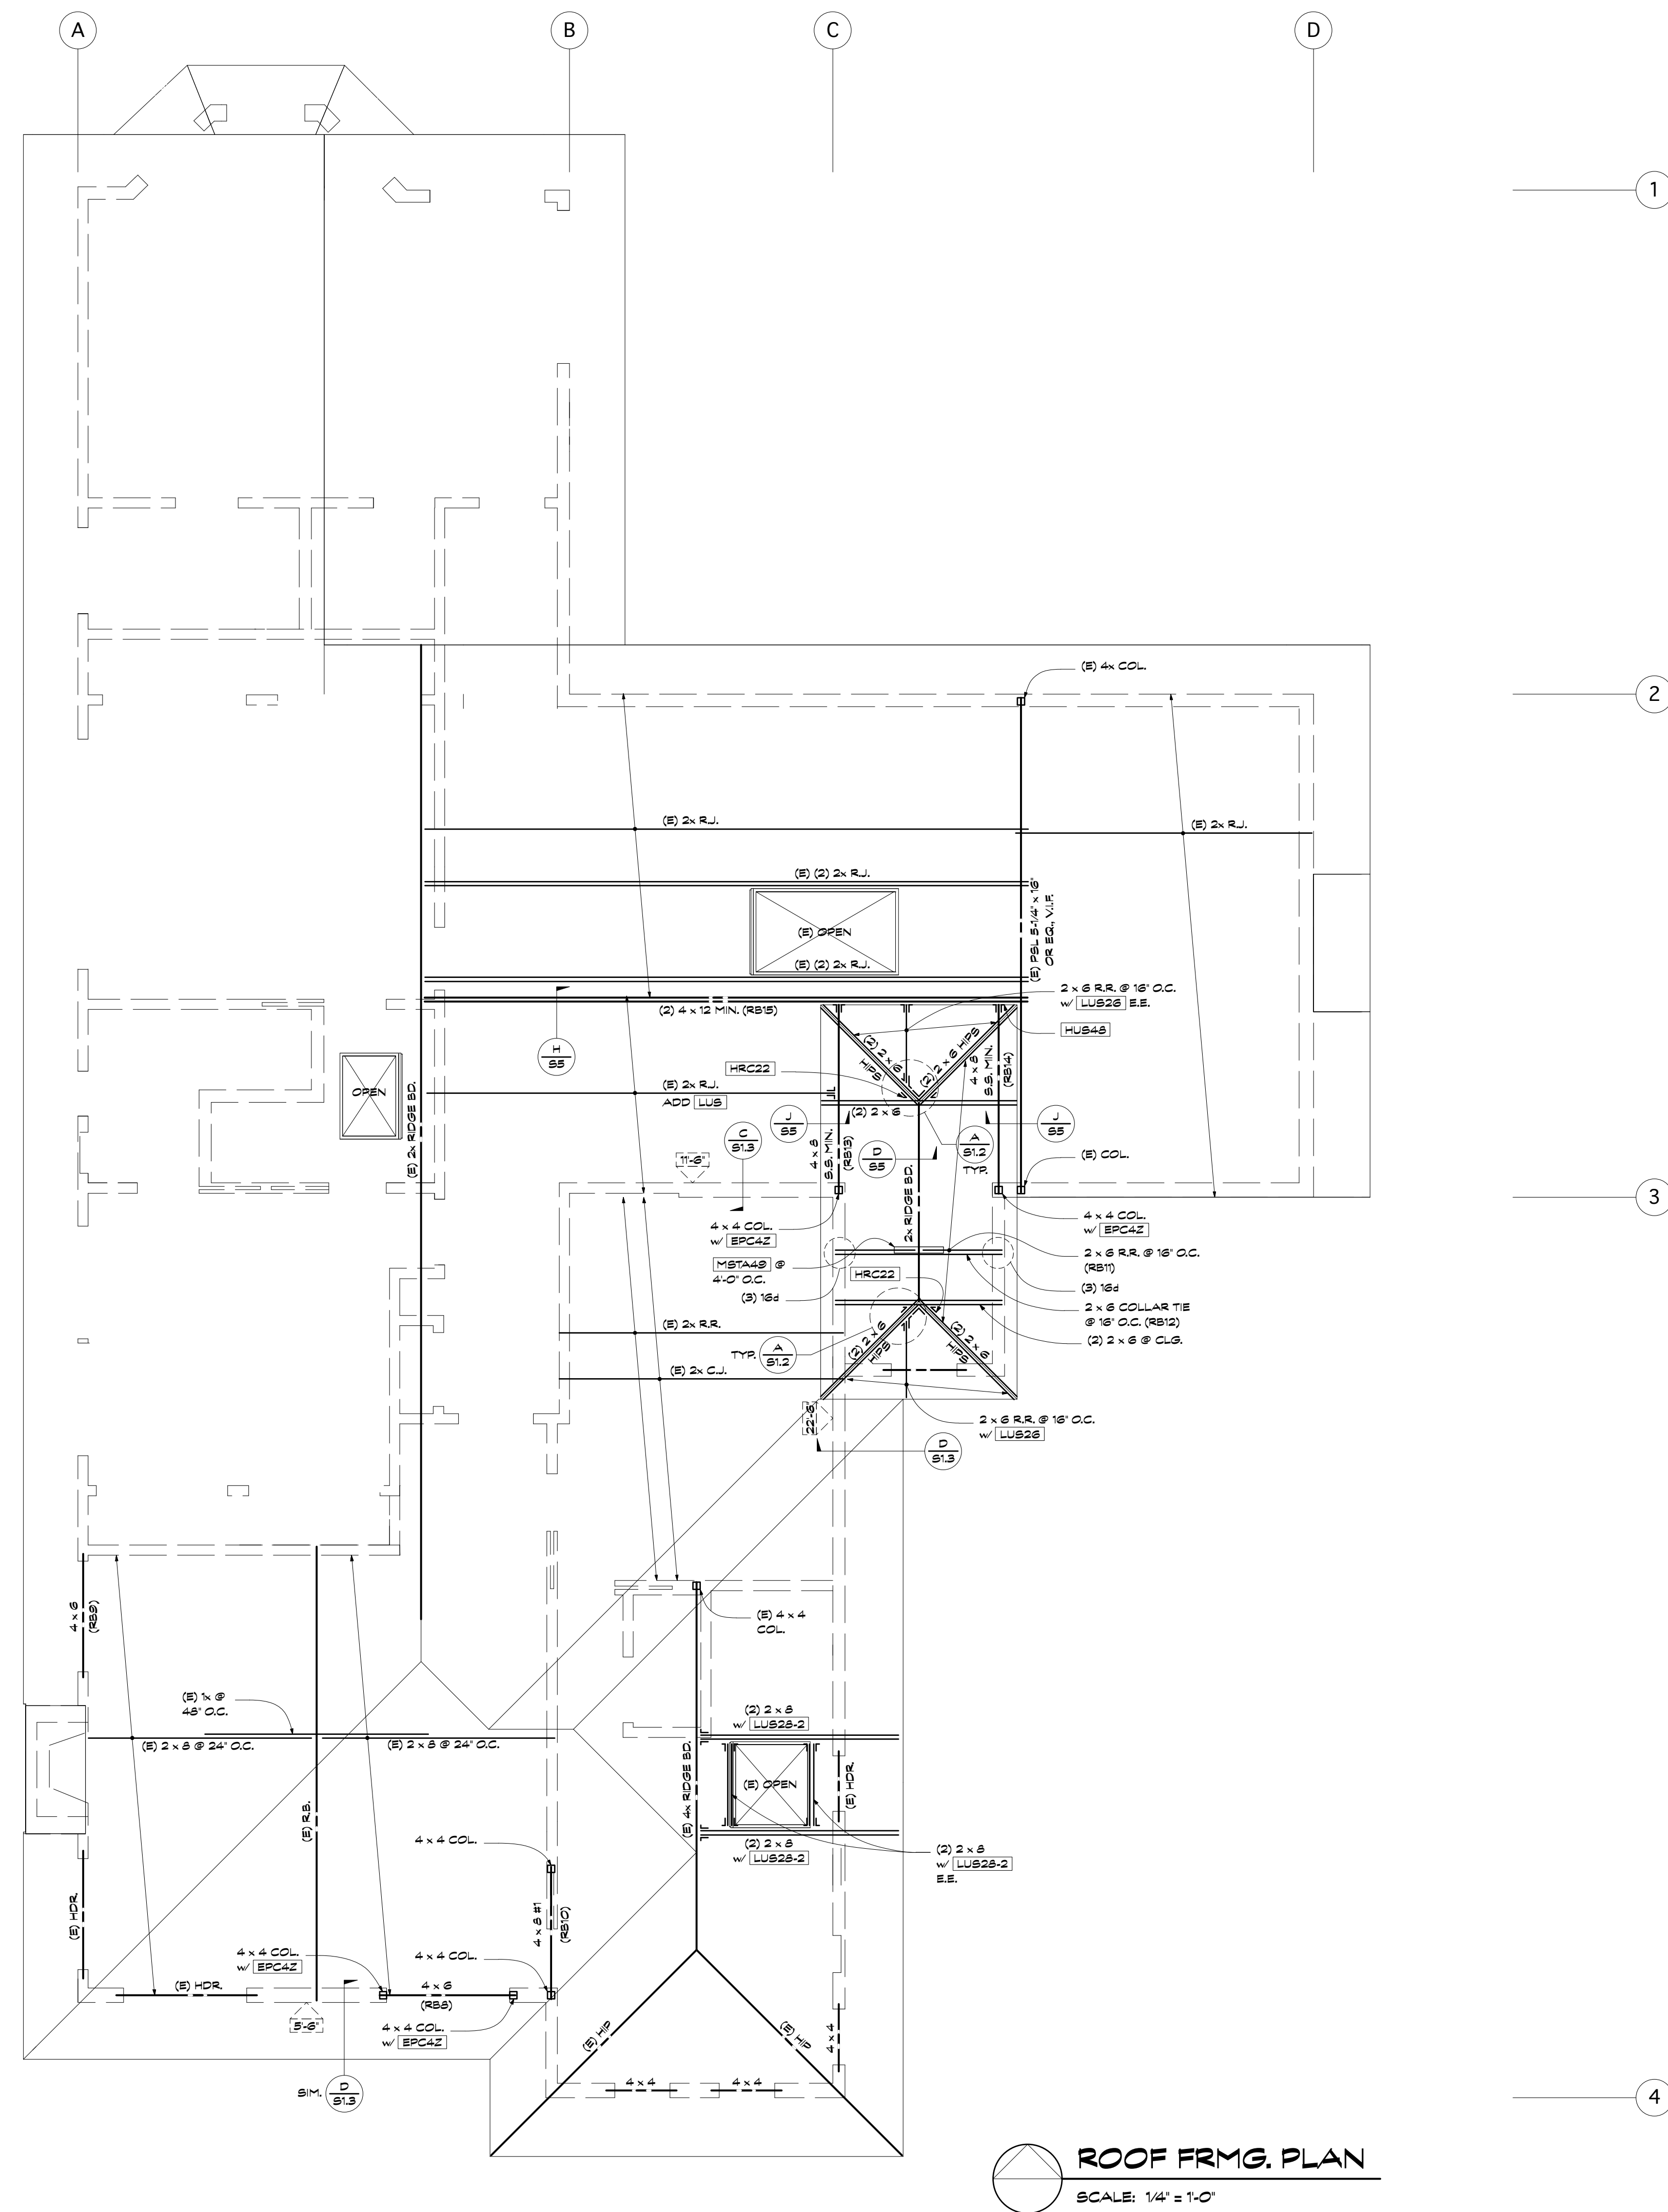 A
B
C
D
1
(E) 4x COL.
2
(E) 2x R.J.
(E) 2x R.J.
(E) (2) 2x R.J.
(E) PSL 5-1/4" x 16"
OR EQ., V.I.F.
(E) OPEN
(E) (2) 2x R.J.
2 x 6 R.R. @ 16" O.C.
w/ LUS26 E.E.
(2) 4 x 12 MIN. (RB15)
HUS48
H
S5
(2) 2 x 6
HIPS
(2) 2 x 6 HIPS
4 x 8
S.S. MIN.
(RB14)
HRC22
OPEN
(E) 2x RIDGE BD.
(E) 2x R.J.
ADD LUS
(2) 2 x 6
J
S5
J
S5
C
S1.3
4 x 8
S.S. MIN.
(RB13)
D
S5
A
S1.2
TYP.
11'-6"
(E) COL.
2x RIDGE BD.
3
4 x 4 COL.
w/ EPC4Z
4 x 4 COL.
w/ EPC4Z
MSTA49 @
4'-0" O.C.
HRC22
2 x 6 R.R. @ 16" O.C.
(RB11)
(3) 16d
(3) 16d
2 x 6 COLLAR TIE
@ 16" O.C. (RB12)
(E) 2x R.R.
(2) 2 x 6 @ CLG.
TYP.
A
S1.2
(2) 2 x 6
HIPS
(2) 2 x 6
HIPS
(E) 2x C.J.
22'-6"
2 x 6 R.R. @ 16" O.C.
w/ LUS26
D
S1.3
4 x 6
(RB9)
(E) 4 x 4
COL.
(E) 1x @
48" O.C.
(2) 2 x 8
w/ LUS28-2
(E) 2 x 8 @ 24" O.C.
(E) 2 x 8 @ 24" O.C.
(E) 4x RIDGE BD.
(E) OPEN
(E) HDR.
(E) R.B.
4 x 4 COL.
(2) 2 x 8
w/ LUS28-2
(2) 2 x 8
w/ LUS28-2
E.E.
(E) HDR.
4 x 8 #1
(RB10)
4 x 4 COL.
w/ EPC4Z
4 x 4 COL.
(E) HDR.
4 x 6
(RB8)
5'-6"
4 x 4 COL.
w/ EPC4Z
(E) HIP
(E) HIP
4 x 4
SIM.
D
S1.3
4 x 4
4 x 4
4
ROOF FRMG. PLAN
SCALE: 1/4" = 1'-0"